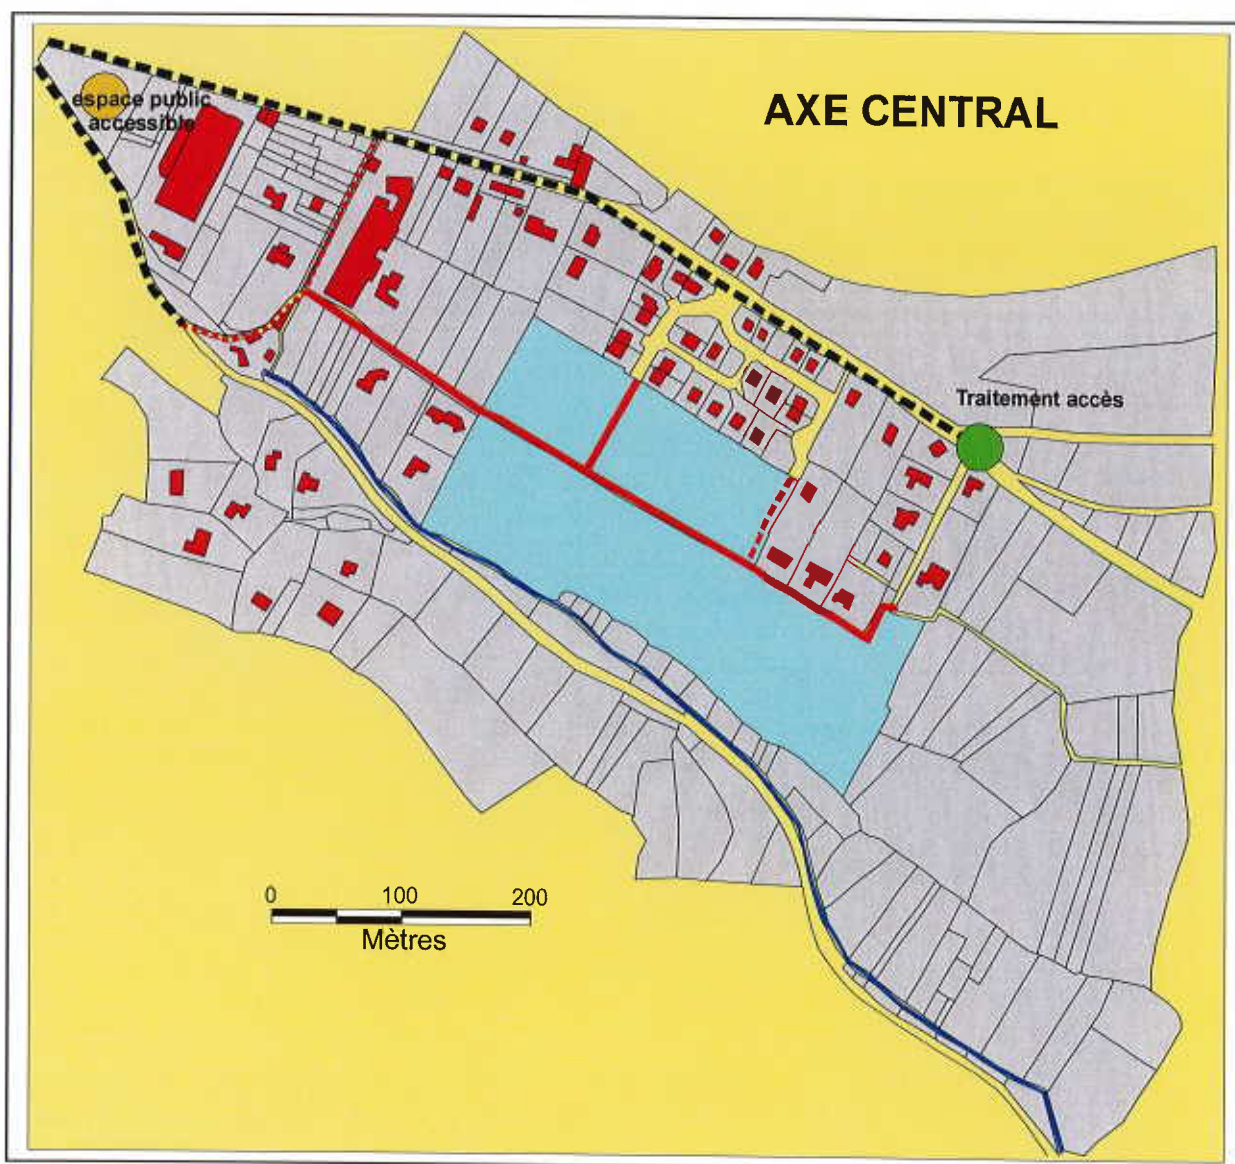 AXE CENTRAL
espace public
accessible
Traitement accès
0 100 200
Mètres